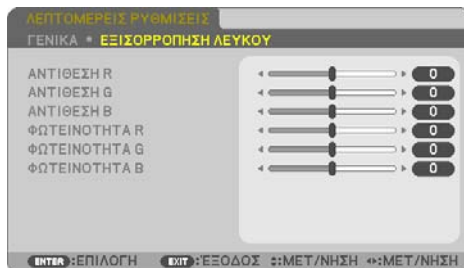 ΛΕΠΤΟΜΕΡΕΙΣ ΡΥΘΜΙΣΕΙΣ
ΓΕΝΙΚΑ • ΕΞΙΣΟΡΡΟΠΗΣΗ ΛΕΥΚΟΥ
ΑΝΤΙΘΕΣΗ R 0
ΑΝΤΙΘΕΣΗ G 0
ΑΝΤΙΘΕΣΗ B 0
ΦΩΤΕΙΝΟΤΗΤΑ R 0
ΦΩΤΕΙΝΟΤΗΤΑ G 0
ΦΩΤΕΙΝΟΤΗΤΑ B 0
ENTER :ΕΠΙΛΟΓΗ EXIT :ΈΞΟΔΟΣ :ΜΕΤ/ΝΗΣΗ :ΜΕΤ/ΝΗΣΗ